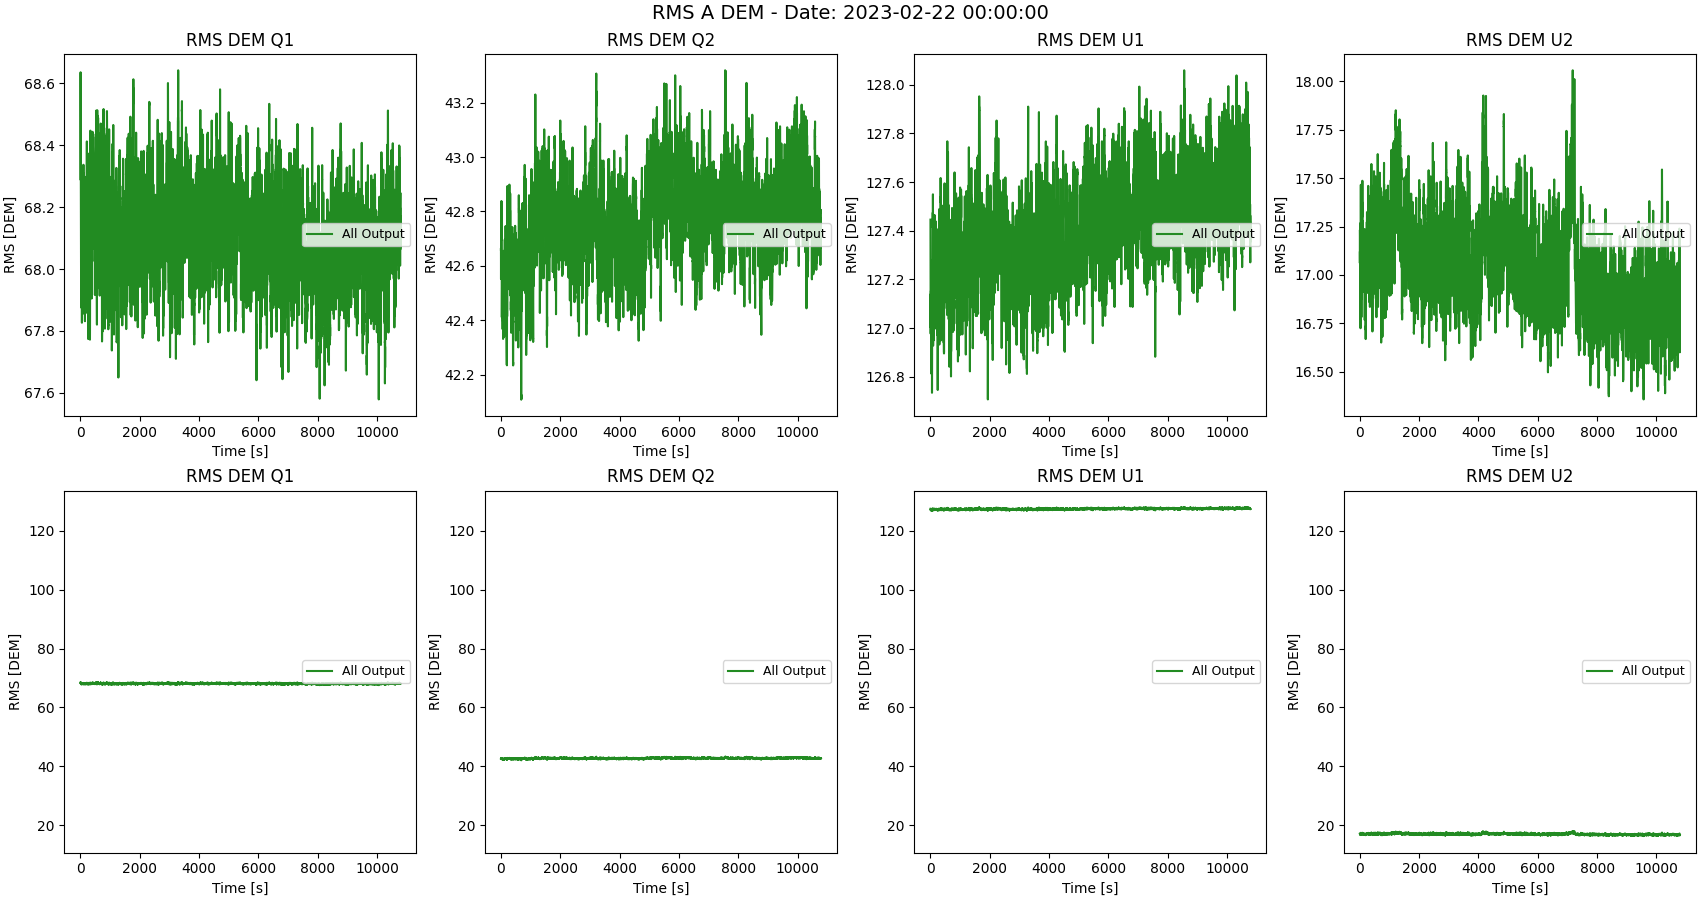 RMS A DEM - Date: 2023-02-22 00:00:00
RMS DEM Q1
RMS [DEM]
68.6
68.4
68.2
68.0
67.8
67.6
All Output
0 2000 4000 6000 8000 10000
Time [s]
RMS DEM Q2
RMS [DEM]
43.2
43.0
42.8
42.6
42.4
42.2
All Output
0 2000 4000 6000 8000 10000
Time [s]
RMS DEM U1
RMS [DEM]
128.0
127.8
127.6
127.4
127.2
127.0
126.8
All Output
0 2000 4000 6000 8000 10000
Time [s]
RMS DEM U2
RMS [DEM]
18.00
17.75
17.50
17.25
17.00
16.75
16.50
All Output
0 2000 4000 6000 8000 10000
Time [s]
RMS DEM Q1
RMS [DEM]
120
100
80
60
40
20
All Output
0 2000 4000 6000 8000 10000
Time [s]
RMS DEM Q2
RMS [DEM]
120
100
80
60
40
20
All Output
0 2000 4000 6000 8000 10000
Time [s]
RMS DEM U1
RMS [DEM]
120
100
80
60
40
20
All Output
0 2000 4000 6000 8000 10000
Time [s]
RMS DEM U2
RMS [DEM]
120
100
80
60
40
20
All Output
0 2000 4000 6000 8000 10000
Time [s]